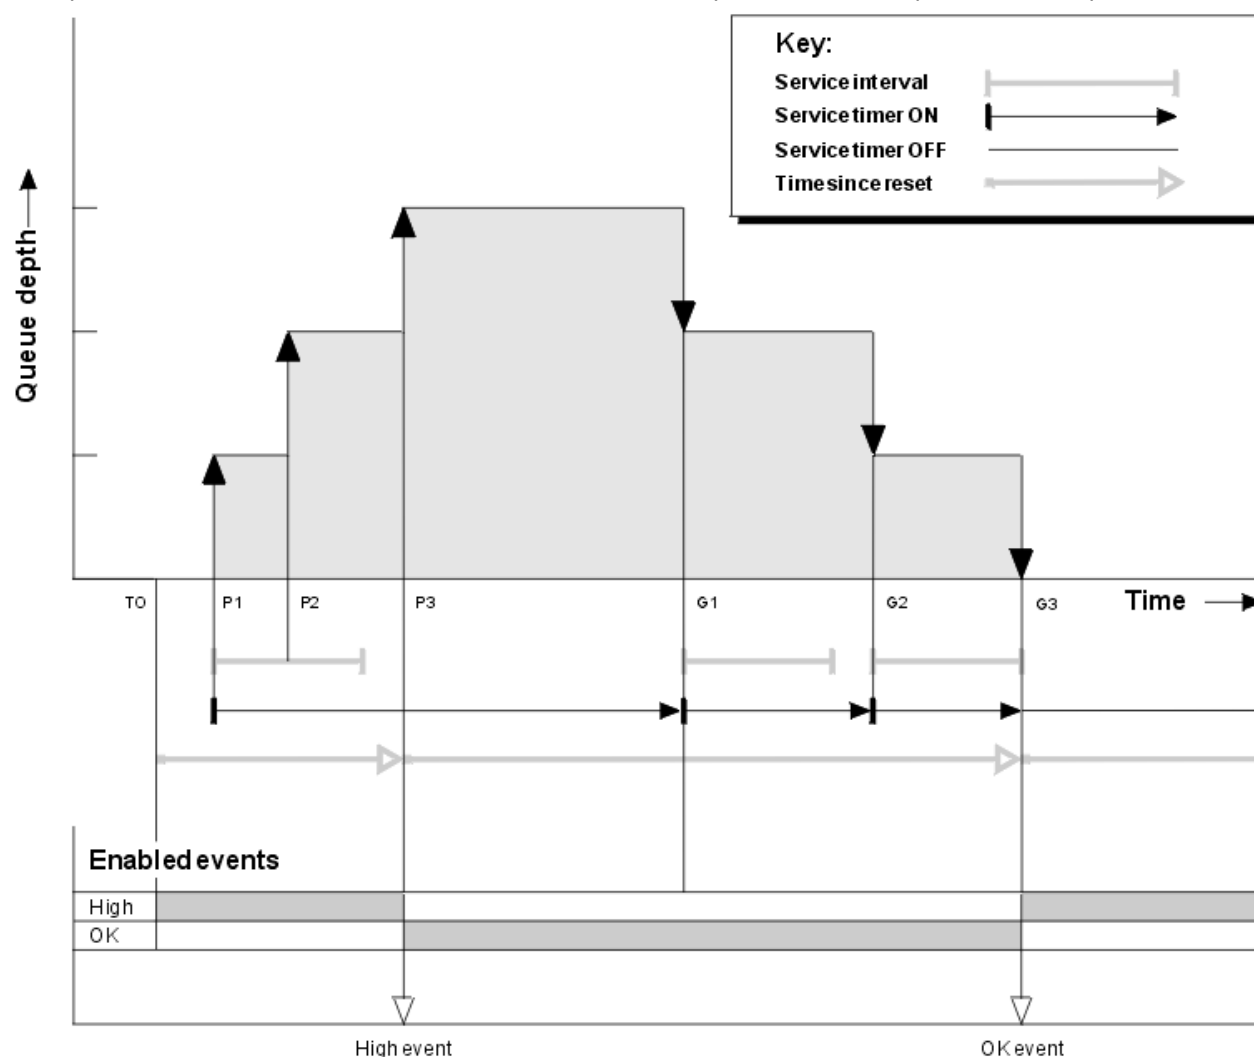 Key:
Service interval
Service timer ON
Service timer OFF
Time since reset
Queue depth
T0
P1
P2
P3
G1
G2
G3
Time
Enabled events
High
OK
High event
OK event